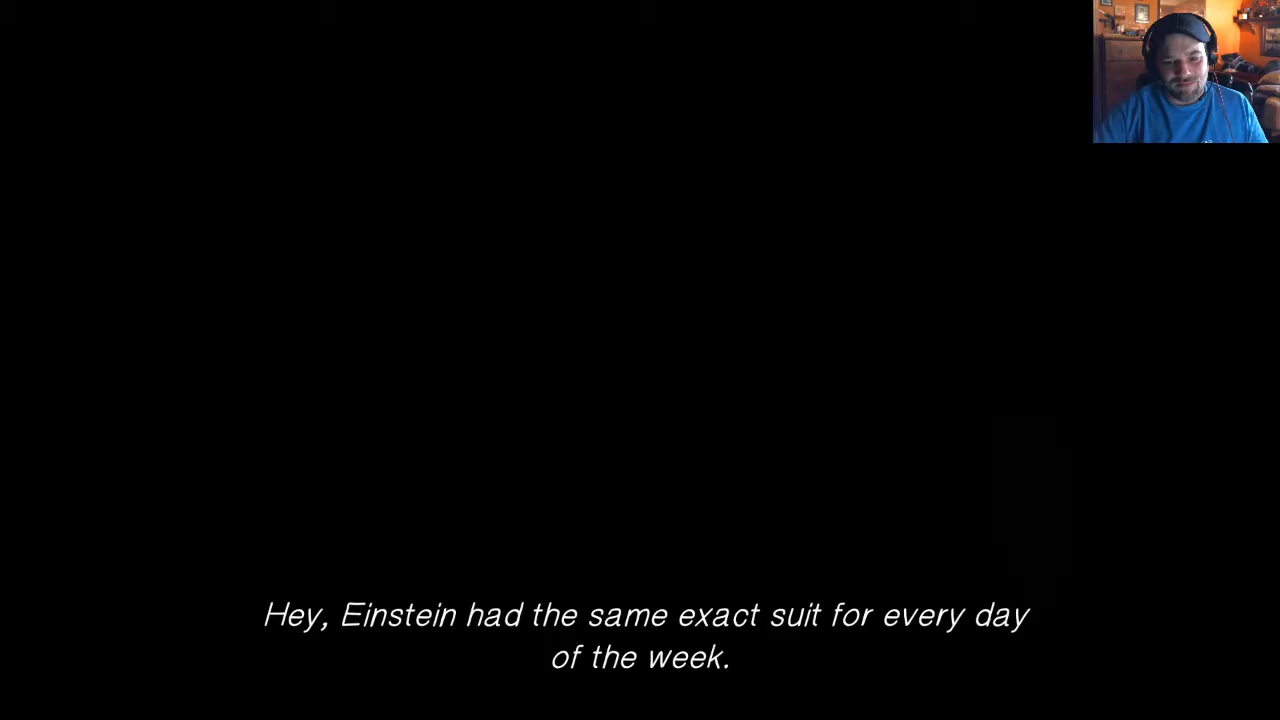 Hey, Einstein had the same exact suit for every day
of the week.